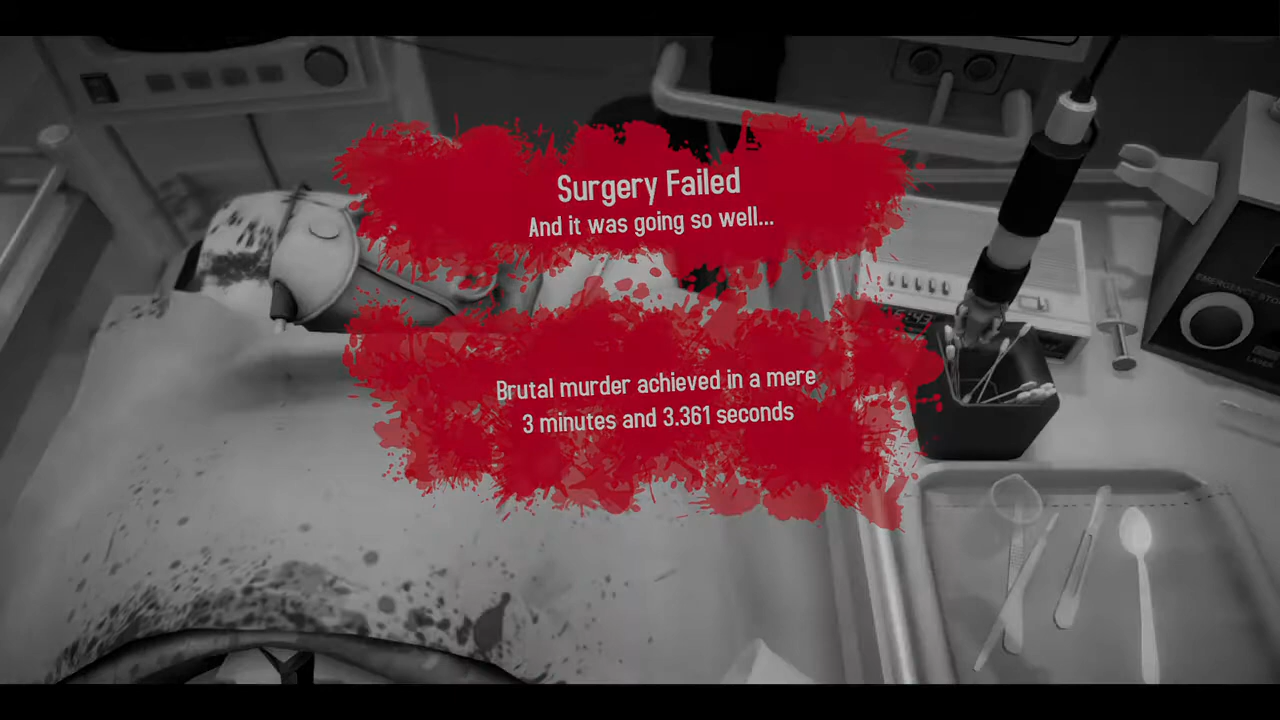 Surgery Failed
And it was going so well...
Brutal murder achieved in a mere
3 minutes and 3.361 seconds